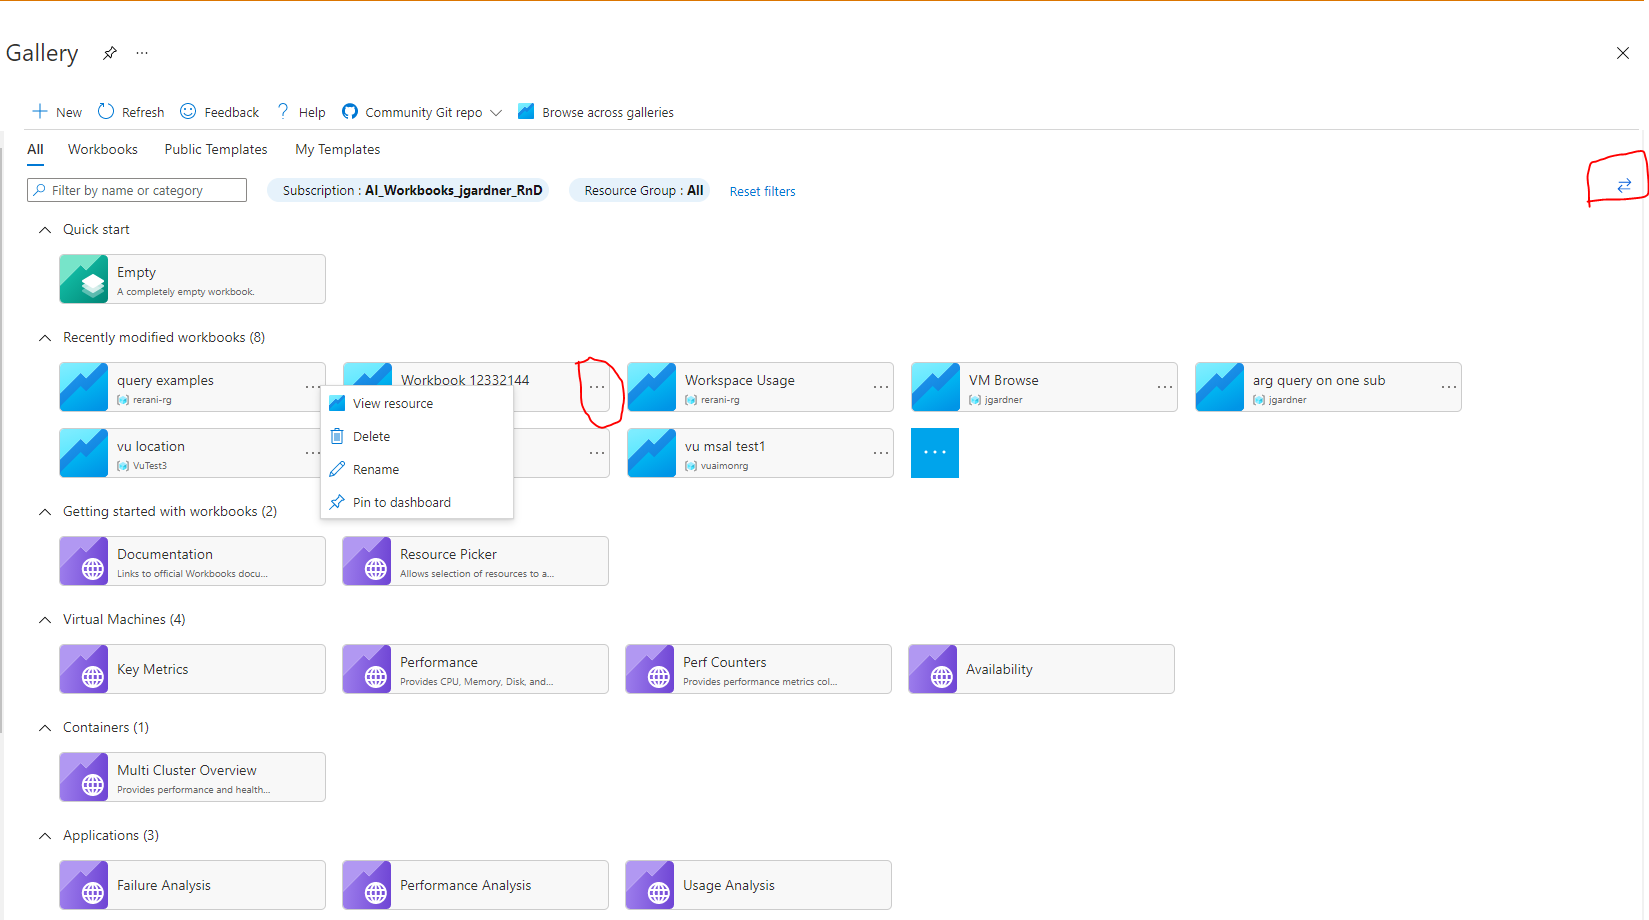 Gallery
New Refresh Feedback Help Community Git repo Browse across galleries
All Workbooks Public Templates My Templates
Filter by name or category Subscription : AI_Workbooks_jgardner_RnD Resource Group : All Reset filters
Quick start
Empty
A completely empty workbook.
Recently modified workbooks (8)
query examples
rerani-rg
Workbook 12332144
Workspace Usage
rerani-rg
VM Browse
jgardner
arg query on one sub
jgardner
View resource
Delete
Rename
Pin to dashboard
vu location
VuTest3
vu msal test1
vuaimonrg
Getting started with workbooks (2)
Documentation
Links to official Workbooks docu...
Resource Picker
Allows selection of resources to a...
Virtual Machines (4)
Key Metrics
Performance
Provides CPU, Memory, Disk, and...
Perf Counters
Provides performance metrics col...
Availability
Containers (1)
Multi Cluster Overview
Provides performance and health...
Applications (3)
Failure Analysis
Performance Analysis
Usage Analysis